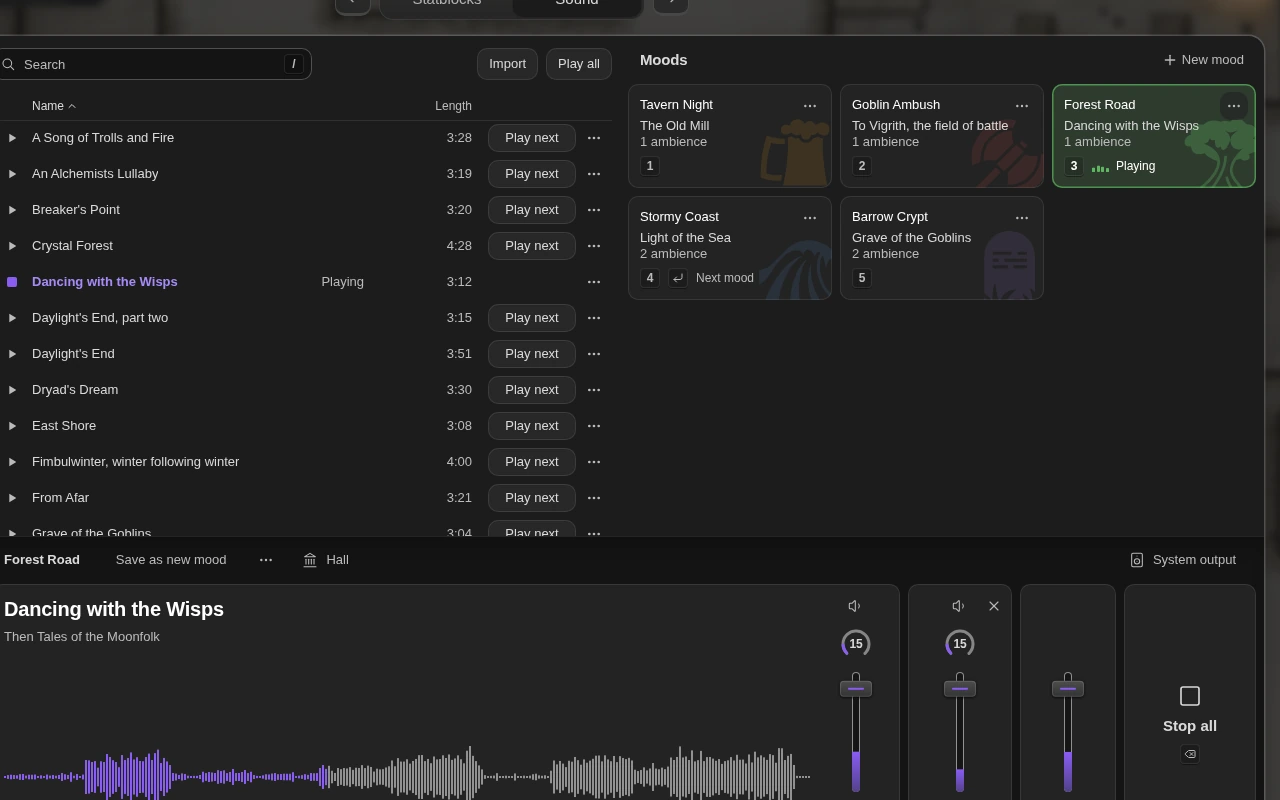 Statblocks
Sound
Search
/
Import
Play all
Name
Length
A Song of Trolls and Fire
3:28
Play next
An Alchemists Lullaby
3:19
Play next
Breaker's Point
3:20
Play next
Crystal Forest
4:28
Play next
Dancing with the Wisps
Playing
3:12
Daylight's End, part two
3:15
Play next
Daylight's End
3:51
Play next
Dryad's Dream
3:30
Play next
East Shore
3:08
Play next
Fimbulwinter, winter following winter
4:00
Play next
From Afar
3:21
Play next
Grave of the Goblins
3:04
Play next
Moods
New mood
Tavern Night
The Old Mill
1 ambience
1
Goblin Ambush
To Vigrith, the field of battle
1 ambience
2
Forest Road
Dancing with the Wisps
1 ambience
3
Playing
Stormy Coast
Light of the Sea
2 ambience
4
Next mood
Barrow Crypt
Grave of the Goblins
2 ambience
5
Forest Road
Save as new mood
Hall
System output
Dancing with the Wisps
Then Tales of the Moonfolk
15
15
Stop all